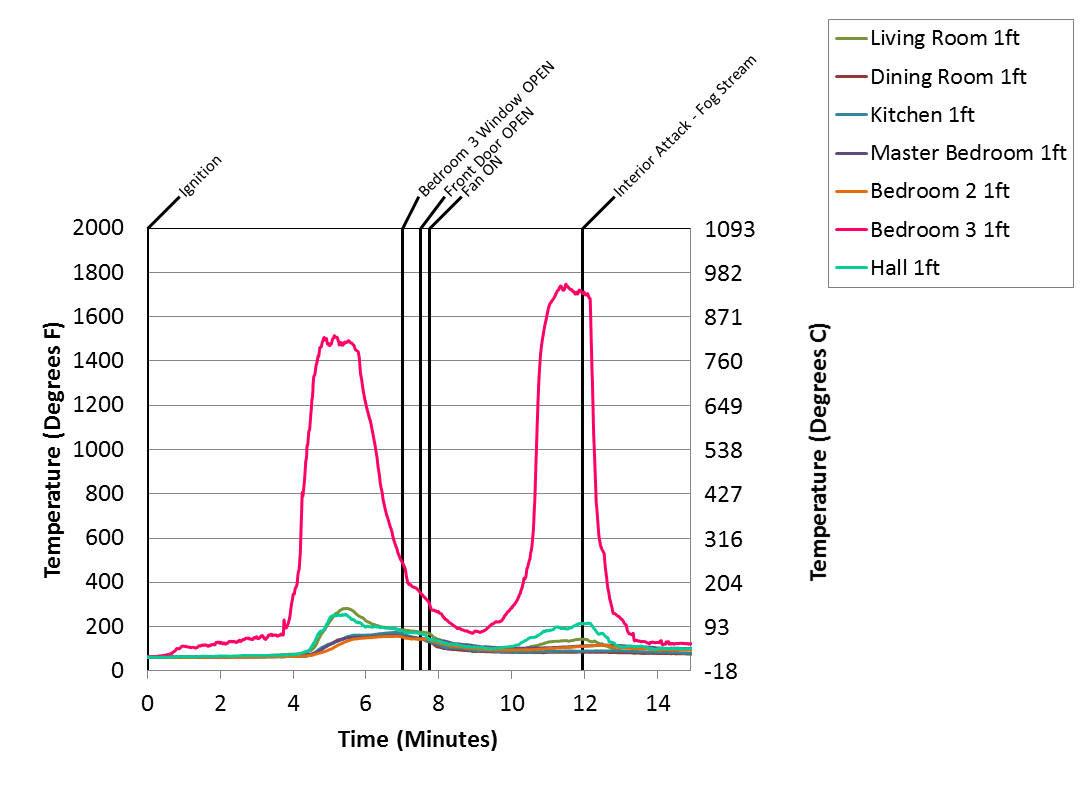 Living Room 1ft
Dining Room 1ft
Kitchen 1ft
Master Bedroom 1ft
Bedroom 2 1ft
Bedroom 3 1ft
Hall 1ft
Ignition
Bedroom 3 Window OPEN
Front Door OPEN
Fan ON
Interior Attack - Fog Stream
Temperature (Degrees F)
2000
1800
1600
1400
1200
1000
800
600
400
200
0
1093
982
871
760
649
538
427
316
204
93
-18
Temperature (Degrees C)
0 2 4 6 8 10 12 14
Time (Minutes)